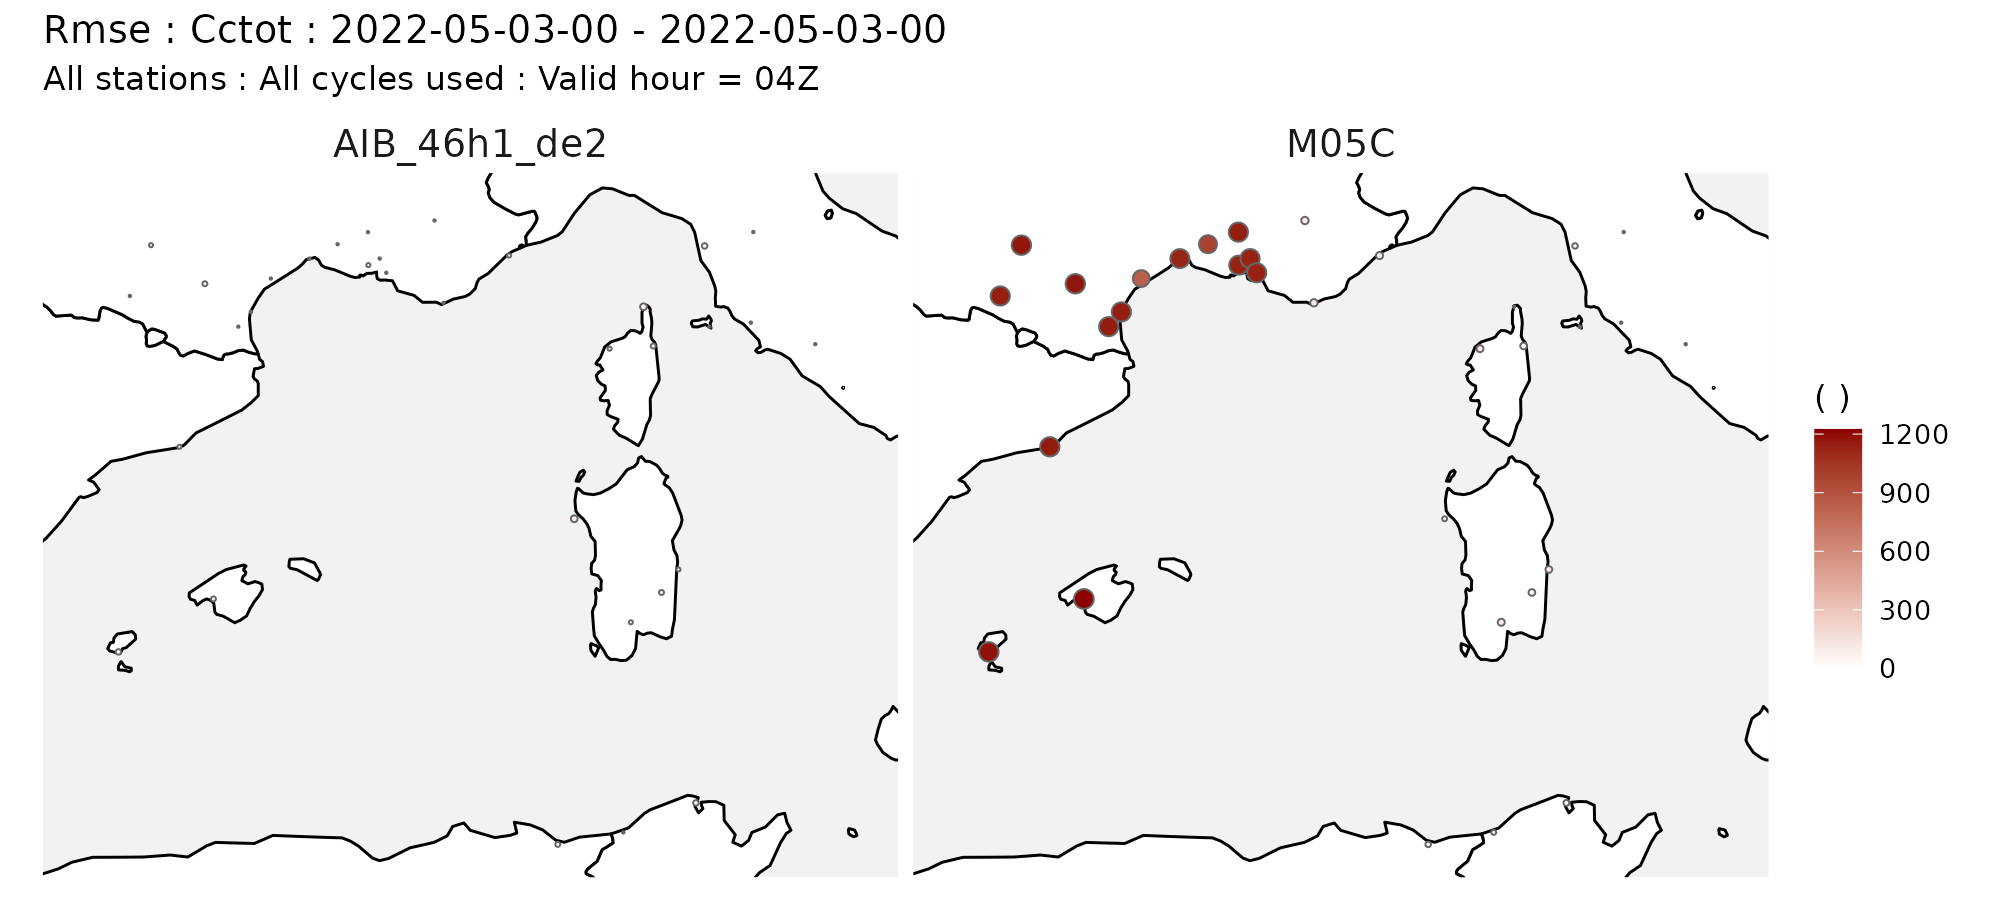 Rmse : Cctot : 2022-05-03-00 - 2022-05-03-00
All stations : All cycles used : Valid hour = 04Z
AIB_46h1_de2
M05C
( )
1200
900
600
300
0